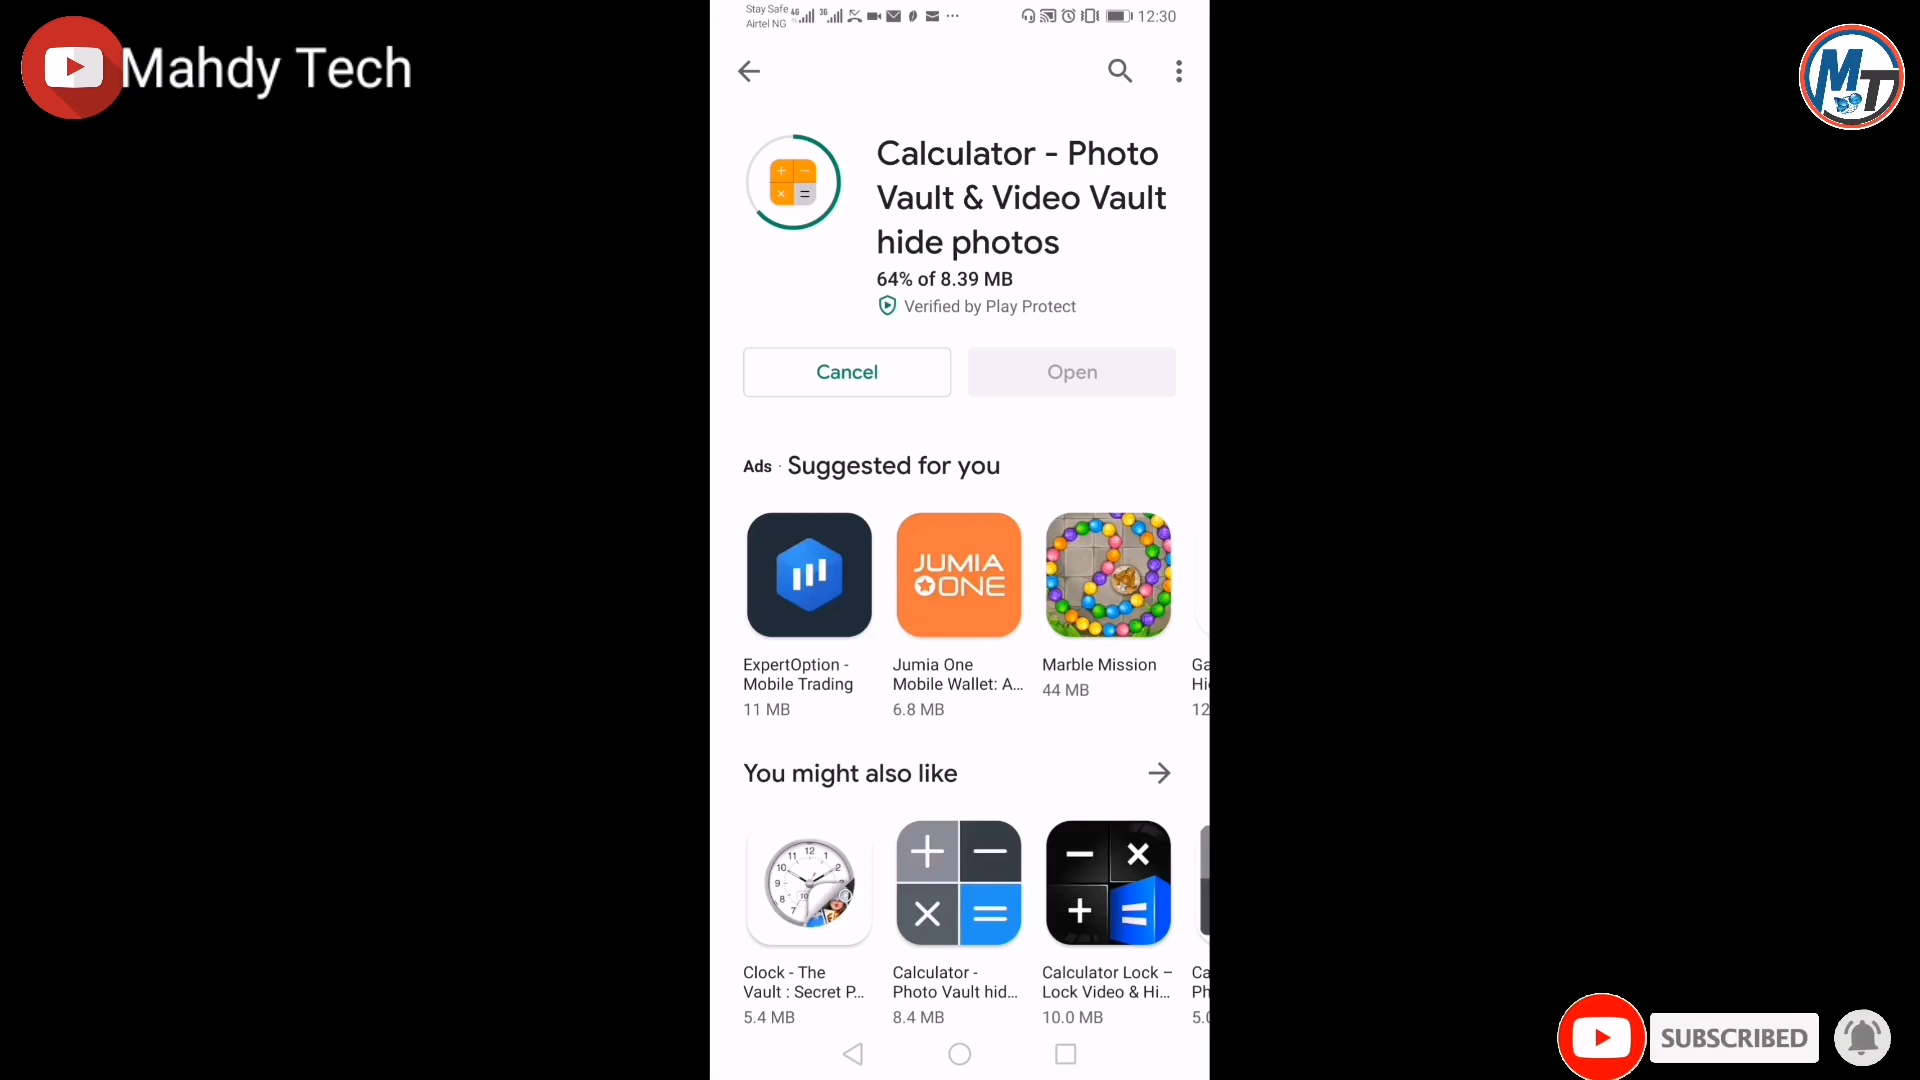 Mahdy Tech
MT
Stay Safe
Airtel NG
4G
3G
12:30
Calculator - Photo
Vault & Video Vault
hide photos
64% of 8.39 MB
Verified by Play Protect
Cancel
Open
Ads · Suggested for you
JUMIA
ONE
ExpertOption -
Mobile Trading
11 MB
Jumia One
Mobile Wallet: A...
6.8 MB
Marble Mission
44 MB
Ga
Hi
12
You might also like
Clock - The
Vault : Secret P...
5.4 MB
Calculator -
Photo Vault hid...
8.4 MB
Calculator Lock –
Lock Video & Hi...
10.0 MB
Ca
Ph
5.0
SUBSCRIBED